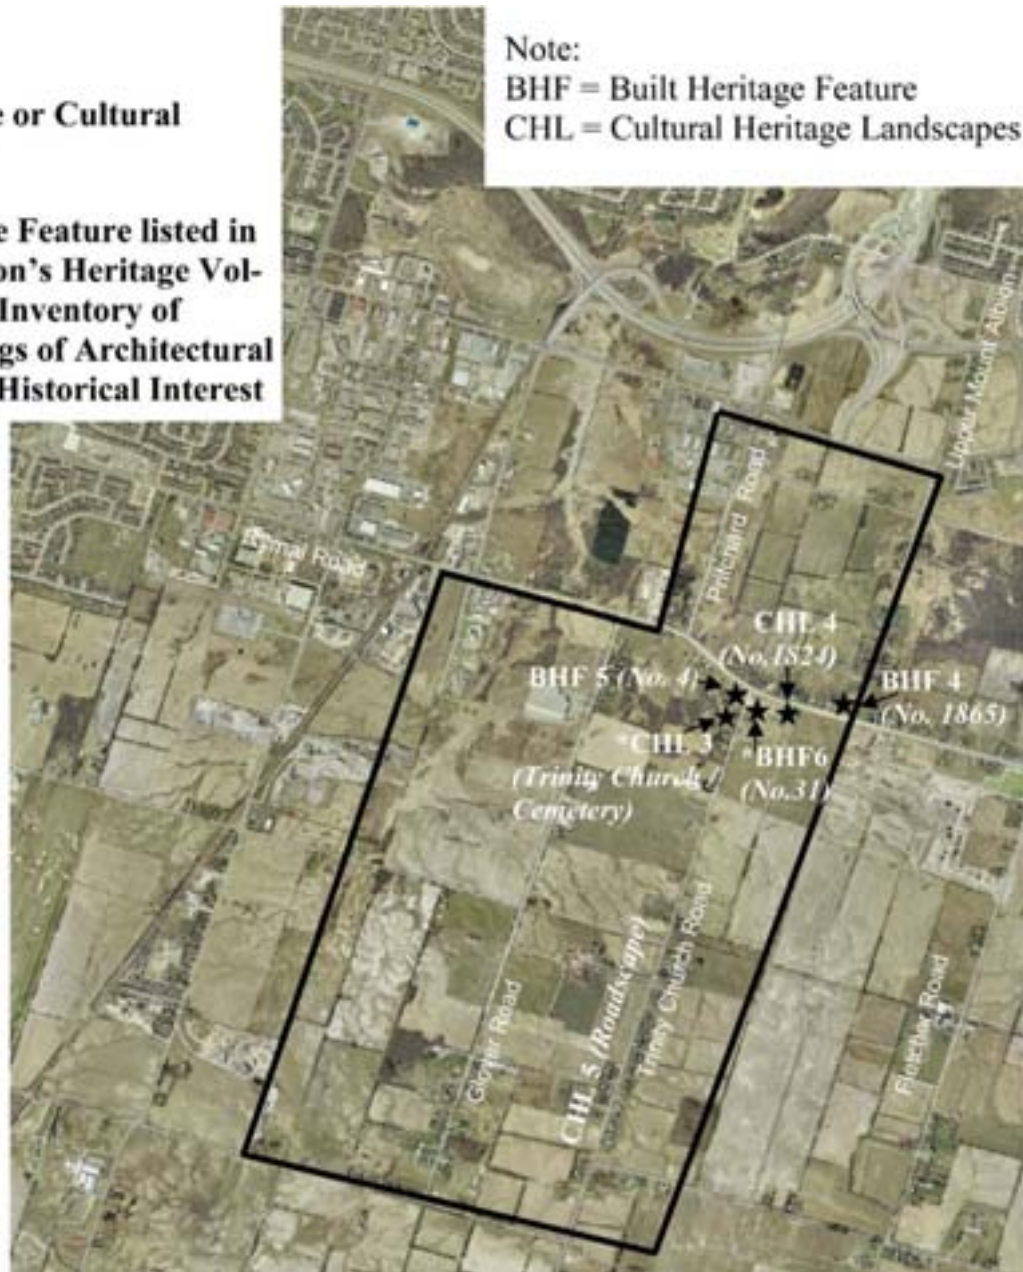 Note:
BHF = Built Heritage Feature
CHL = Cultural Heritage Landscapes
e or Cultural
e Feature listed in
on's Heritage Vol-
Inventory of
gs of Architectural
Historical Interest
Upper Mount Albion
Pritchard Road
Road
CHL 4
(No.1824)
BHF 5 (No. 4)
BHF 4
(No. 1865)
*CHL 3
(Trinity Church /
Cemetery)
*BHF6
(No.31)
CHL 5 (Roadscape)
Trinity Church Road
Glover Road
Fletcher Road